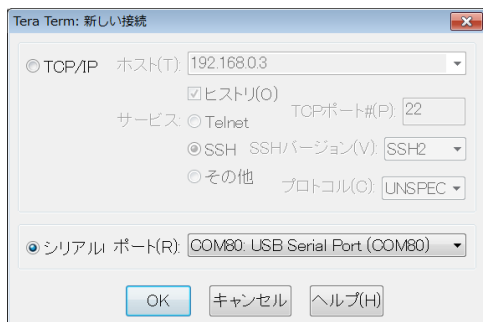 Tera Term: 新しい接続
TCP/IP ホスト(T): 192.168.0.3
ヒストリ(O)
サービス: Telnet TCPポート#(P): 22
SSH SSHバージョン(V): SSH2
その他 プロトコル(C): UNSPEC
シリアル ポート(R): COM80: USB Serial Port (COM80)
OK キャンセル ヘルプ(H)